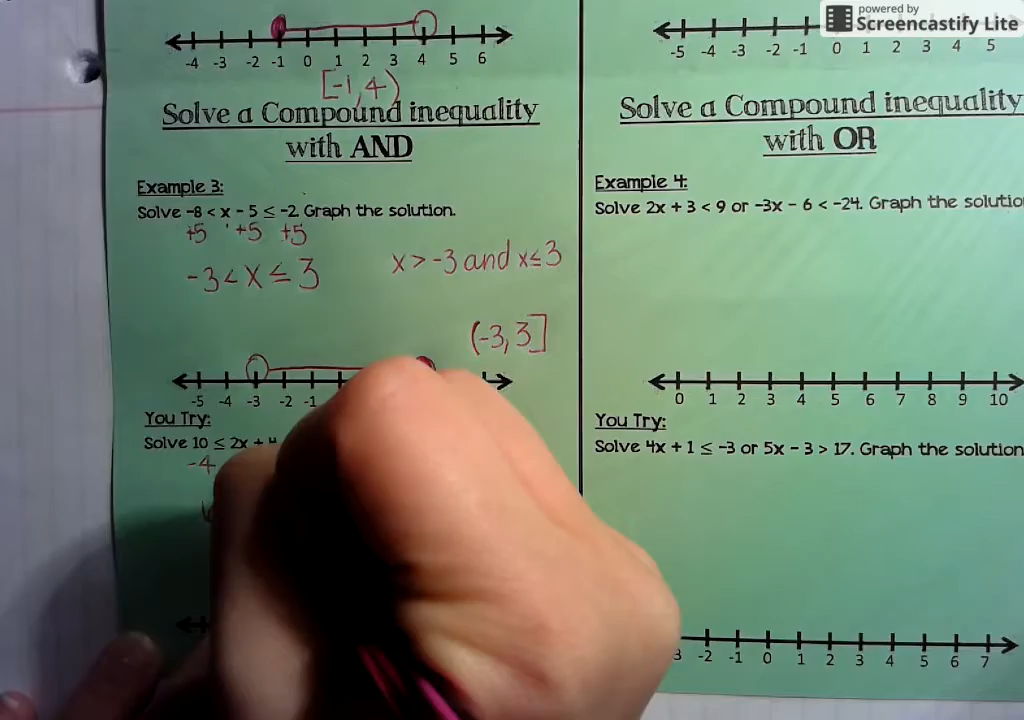 -4 -3 -2 -1 0 1 2 3 4 5 6
[-1, 4)
Solve a Compound inequality
with AND
Example 3:
Solve -8 < x - 5 ≤ -2. Graph the solution.
+5 +5 +5
-3 < x ≤ 3
x > -3 and x ≤ 3
(-3, 3]
-5 -4 -3 -2 -1
You Try:
Solve 10 ≤ 2x + 4
-4
powered by
Screencastify Lite
-5 -4 -3 -2 -1 0 1 2 3 4 5
Solve a Compound inequality
with OR
Example 4:
Solve 2x + 3 < 9 or -3x - 6 < -24. Graph the solutio
0 1 2 3 4 5 6 7 8 9 10
You Try:
Solve 4x + 1 ≤ -3 or 5x - 3 > 17. Graph the solution
3 -2 -1 0 1 2 3 4 5 6 7